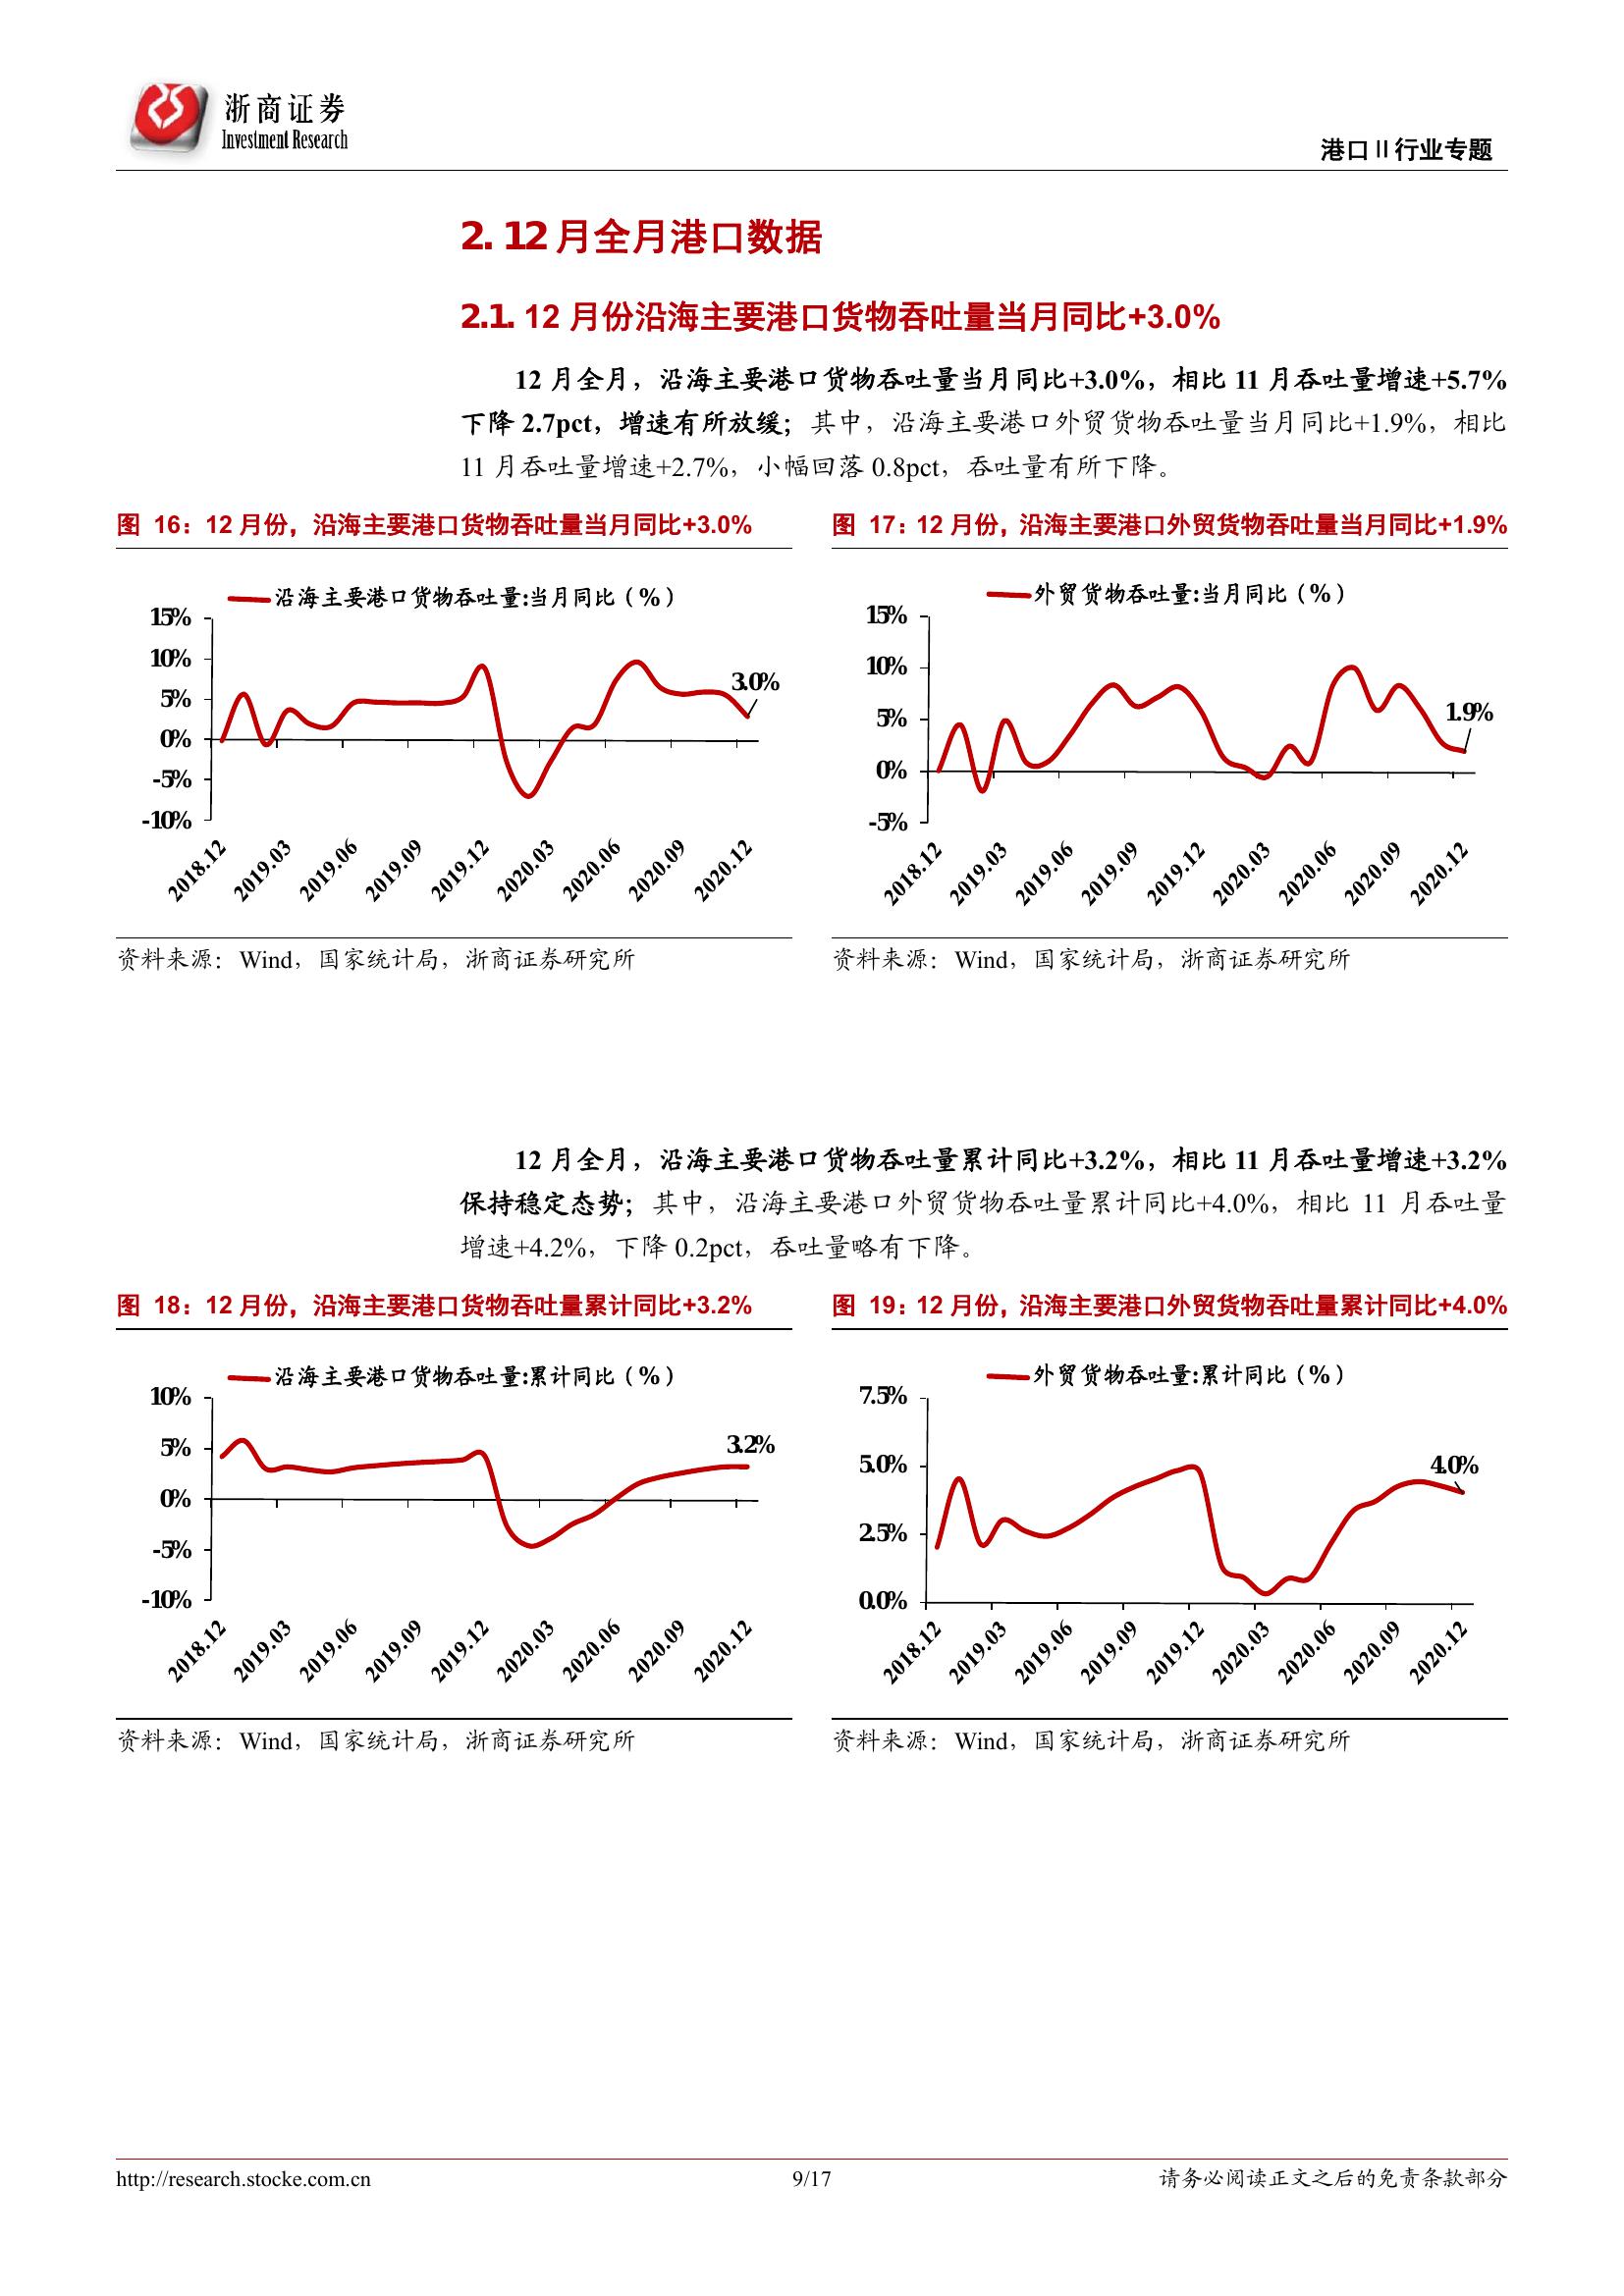 浙商证券
Investment Research
港口Ⅱ行业专题
2. 12月全月港口数据
2.1. 12 月份沿海主要港口货物吞吐量当月同比+3.0%
12 月全月，沿海主要港口货物吞吐量当月同比+3.0%，相比 11 月吞吐量增速+5.7%
下降 2.7pct，增速有所放缓；其中，沿海主要港口外贸货物吞吐量当月同比+1.9%，相比
11 月吞吐量增速+2.7%，小幅回落 0.8pct，吞吐量有所下降。
图 16：12 月份，沿海主要港口货物吞吐量当月同比+3.0%
沿海主要港口货物吞吐量:当月同比（%）
15%
10%
5%
0%
-5%
-10%
3.0%
2018.12 2019.03 2019.06 2019.09 2019.12 2020.03 2020.06 2020.09 2020.12
资料来源：Wind，国家统计局，浙商证券研究所
图 17：12 月份，沿海主要港口外贸货物吞吐量当月同比+1.9%
外贸货物吞吐量:当月同比（%）
15%
10%
5%
0%
-5%
1.9%
2018.12 2019.03 2019.06 2019.09 2019.12 2020.03 2020.06 2020.09 2020.12
资料来源：Wind，国家统计局，浙商证券研究所
12 月全月，沿海主要港口货物吞吐量累计同比+3.2%，相比 11 月吞吐量增速+3.2%
保持稳定态势；其中，沿海主要港口外贸货物吞吐量累计同比+4.0%，相比 11 月吞吐量
增速+4.2%，下降 0.2pct，吞吐量略有下降。
图 18：12 月份，沿海主要港口货物吞吐量累计同比+3.2%
沿海主要港口货物吞吐量:累计同比（%）
10%
5%
0%
-5%
-10%
3.2%
2018.12 2019.03 2019.06 2019.09 2019.12 2020.03 2020.06 2020.09 2020.12
资料来源：Wind，国家统计局，浙商证券研究所
图 19：12 月份，沿海主要港口外贸货物吞吐量累计同比+4.0%
外贸货物吞吐量:累计同比（%）
7.5%
5.0%
2.5%
0.0%
4.0%
2018.12 2019.03 2019.06 2019.09 2019.12 2020.03 2020.06 2020.09 2020.12
资料来源：Wind，国家统计局，浙商证券研究所
http://research.stocke.com.cn
9/17
请务必阅读正文之后的免责条款部分